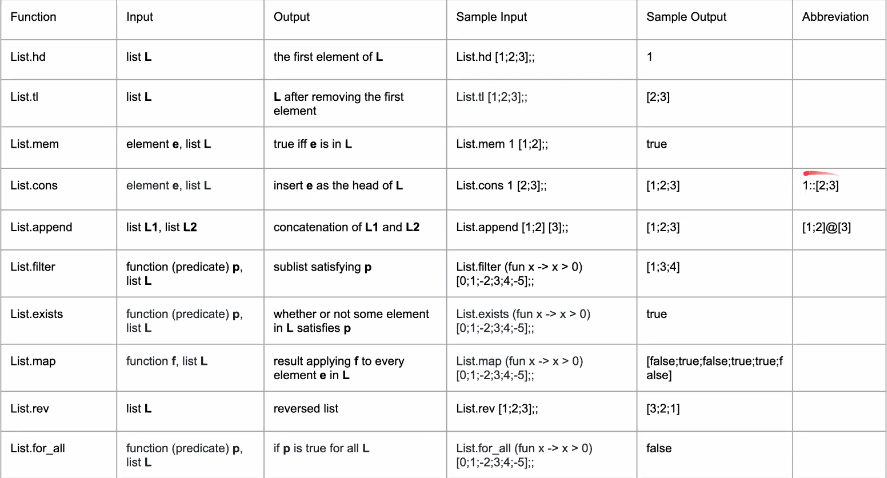 Function Input Output Sample Input Sample Output Abbreviation
List.hd list L the first element of L List.hd [1;2;3];; 1
List.tl list L L after removing the first List.tl [1;2;3];; [2;3]
element
List.mem element e, list L true iff e is in L List.mem 1 [1;2];; true
List.cons element e, list L insert e as the head of L List.cons 1 [2;3];; [1;2;3] 1::[2;3]
List.append list L1, list L2 concatenation of L1 and L2 List.append [1;2] [3];; [1;2;3] [1;2]@[3]
List.filter function (predicate) p, sublist satisfying p List.filter (fun x -> x > 0) [1;3;4]
list L [0;1;-2;3;4;-5];;
List.exists function (predicate) p, whether or not some element List.exists (fun x -> x > 0) true
list L in L satisfies p [0;1;-2;3;4;-5];;
List.map function f, list L result applying f to every List.map (fun x -> x > 0) [false;true;false;true;true;f
element e in L [0;1;-2;3;4;-5];; alse]
List.rev list L reversed list List.rev [1;2;3];; [3;2;1]
List.for_all function (predicate) p, if p is true for all L List.for_all (fun x -> x > 0) false
list L [0;1;-2;3;4;-5];;